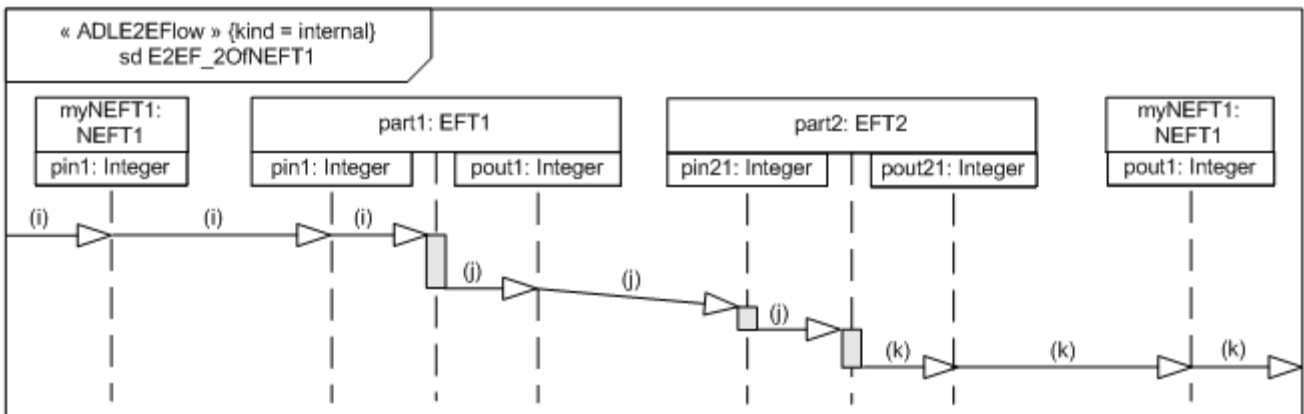 « ADLE2EFlow » {kind = internal}
sd E2EF_2OfNEFT1
myNEFT1:
NEFT1
pin1: Integer
part1: EFT1
pin1: Integer
pout1: Integer
part2: EFT2
pin21: Integer
pout21: Integer
myNEFT1:
NEFT1
pout1: Integer
(i)
(i)
(i)
(j)
(j)
(j)
(k)
(k)
(k)